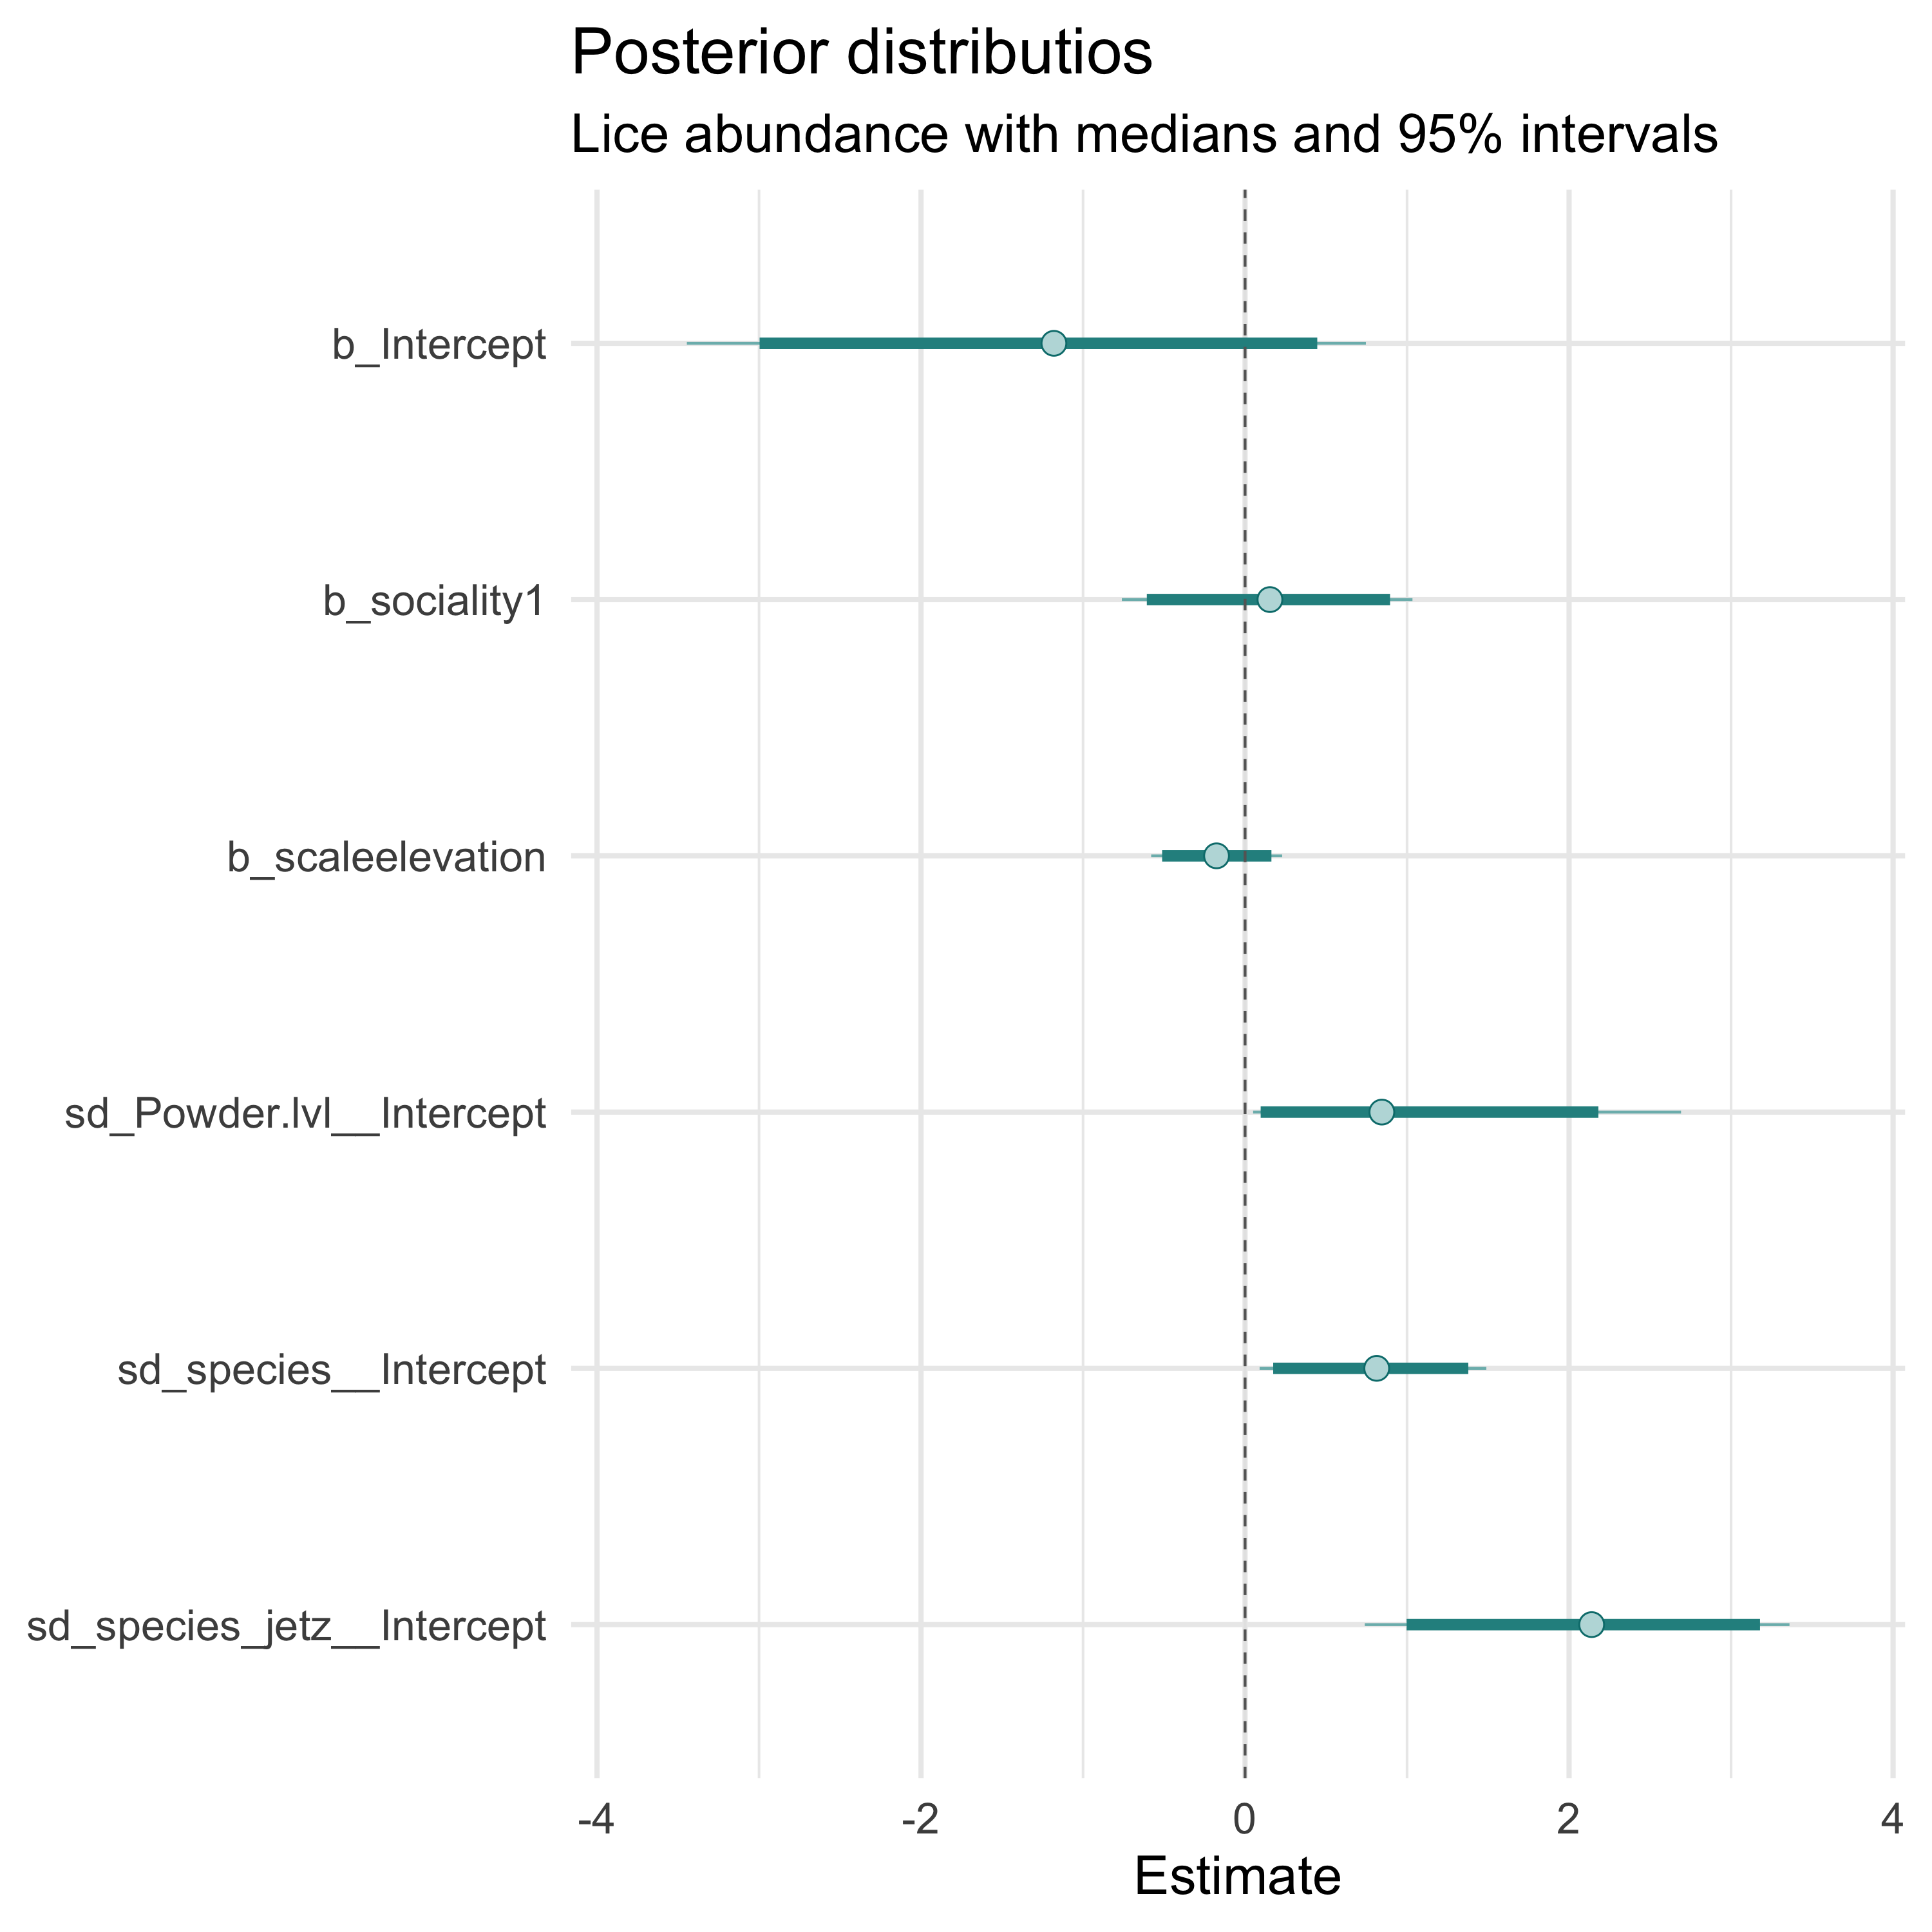 Posterior distributios
Lice abundance with medians and 95% intervals
b_Intercept
b_sociality1
b_scaleelevation
sd_Powder.lvl__Intercept
sd_species__Intercept
sd_species_jetz__Intercept
-4 -2 0 2 4
Estimate